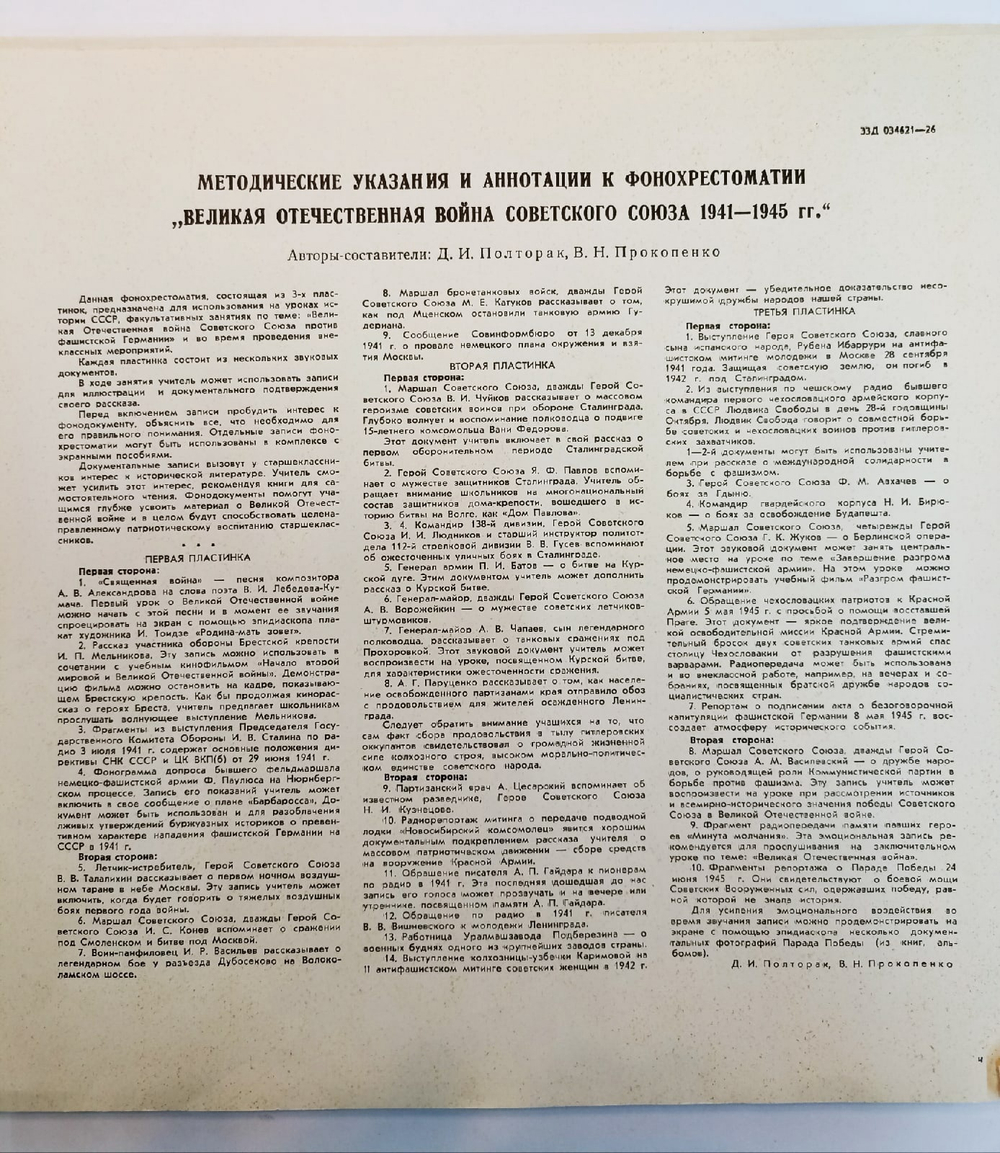 33Д 034621—26
МЕТОДИЧЕСКИЕ УКАЗАНИЯ И АННОТАЦИИ К ФОНОХРЕСТОМАТИИ
„ВЕЛИКАЯ ОТЕЧЕСТВЕННАЯ ВОЙНА СОВЕТСКОГО СОЮЗА 1941—1945 гг.“
Авторы-составители: Д. И. Полторак, В. Н. Прокопенко
Данная фонохрестоматия, состоящая из 3-х плас-
тинок, предназначена для использования на уроках ис-
тории СССР, факультативных занятиях по теме: «Вели-
кая Отечественная война Советского Союза против
фашистской Германии» и во время проведения вне-
классных мероприятий.
Каждая пластинка состоит из нескольких звуковых
документов.
В ходе занятия учитель может использовать записи
для иллюстрации и документального подтверждения
своего рассказа.
Перед включением записи пробудить интерес к
фонодокументу, объяснить все, что необходимо для
его правильного понимания. Отдельные записи фоно-
хрестоматии могут быть использованы в комплексе с
экранными пособиями.
Документальные записи вызовут у старшеклассни-
ков интерес к исторической литературе. Учитель смо-
жет усилить этот интерес, рекомендуя книги для са-
мостоятельного чтения. Фонодокументы помогут уча-
щимся глубже усвоить материал о Великой Отечест-
венной войне и в целом будут способствовать целена-
правленному патриотическому воспитанию старшеклас-
сников.
* * *
ПЕРВАЯ ПЛАСТИНКА
Первая сторона:
1. «Священная война» — песня композитора
А. В. Александрова на слова поэта В. И. Лебедева-Ку-
мача. Первый урок о Великой Отечественной войне
можно начать с этой песни и в момент ее звучания
спроецировать на экран с помощью эпидиаскопа пла-
кат художника И. Тоидзе «Родина-мать зовет».
2. Рассказ участника обороны Брестской крепости
И. П. Мельникова. Эту запись можно использовать в
сочетании с учебным кинофильмом «Начало второй
мировой и Великой Отечественной войны». Демонстра-
цию фильма можно остановить на кадре, показываю-
щем Брестскую крепость. Как бы продолжая кинорас-
сказ о героях Бреста, учитель предлагает школьникам
прослушать волнующее выступление Мельникова.
3. Фрагменты из выступления Председателя Госу-
дарственного Комитета Обороны И. В. Сталина по ра-
дио 3 июля 1941 г. содержат основные положения ди-
рективы СНК СССР и ЦК ВКП(б) от 29 июня 1941 г.
4. Фонограмма допроса бывшего фельдмаршала
немецко-фашистской армии Ф. Паулюса на Нюрнберг-
ском процессе. Запись его показаний учитель может
включить в свое сообщение о плане «Барбаросса». До-
кумент может быть использован и для разоблачения
лживых утверждений буржуазных историков о превен-
тивном характере нападения фашистской Германии на
СССР в 1941 г.
Вторая сторона:
5. Летчик-истребитель, Герой Советского Союза
В. В. Талалихин рассказывает о первом ночном воздуш-
ном таране в небе Москвы. Эту запись учитель может
включить, когда будет говорить о тяжелых воздушных
боях первого года войны.
6. Маршал Советского Союза, дважды Герой Со-
ветского Союза И. С. Конев вспоминает о сражении
под Смоленском и битве под Москвой.
7. Воин-панфиловец И. Р. Васильев рассказывает о
легендарном бое у разъезда Дубосеково на Волоко-
ламском шоссе.
8. Маршал бронетанковых войск, дважды Герой
Советского Союза М. Е. Катуков рассказывает о том,
как под Мценском остановили танковую армию Гу-
дериана.
9. Сообщение Совинформбюро от 13 декабря
1941 г. о провале немецкого плана окружения и взя-
тия Москвы.
ВТОРАЯ ПЛАСТИНКА
Первая сторона:
1. Маршал Советского Союза, дважды Герой Со-
ветского Союза В. И. Чуйков рассказывает о массовом
героизме советских воинов при обороне Сталинграда.
Глубоко волнует и воспоминание полководца о подвиге
15-летнего комсомольца Вани Федорова.
Этот документ учитель включает в свой рассказ о
первом оборонительном периоде Сталинградской
битвы.
2. Герой Советского Союза Я. Ф. Павлов вспоми-
нает о мужестве защитников Сталинграда. Учитель об-
ращает внимание школьников на многонациональный
состав защитников дома-крепости, вошедшего в ис-
торию битвы на Волге, как «Дом Павлова».
3. 4. Командир 138-й дивизии, Герой Советского
Союза И. И. Людников и старший инструктор политот-
дела 112-й стрелковой дивизии В. В. Гусев вспоминают
об ожесточенных уличных боях в Сталинграде.
5. Генерал армии П. И. Батов — о битве на Кур-
ской дуге. Этим документом учитель может дополнить
рассказ о Курской битве.
6. Генерал-майор, дважды Герой Советского Союза
А. В. Ворожейкин — о мужестве советских летчиков-
штурмовиков.
7. Генерал-майор А. В. Чапаев, сын легендарного
полководца, рассказывает о танковых сражениях под
Прохоровкой. Этот звуковой документ учитель может
воспроизвести на уроке, посвященном Курской битве,
для характеристики ожесточенности сражения.
8. А. Г. Паруценко рассказывает о том, как населе-
ние освобожденного партизанами края отправило обоз
с продовольствием для жителей осажденного Ленин-
града.
Следует обратить внимание учащихся на то, что
сам факт сбора продовольствия в тылу гитлеровских
оккупантов свидетельствовал о громадной жизненной
силе колхозного строя, высоком морально-политичес-
ком единстве советского народа.
Вторая сторона:
9. Партизанский врач А. Цесарский вспоминает об
известном разведчике, Герое Советского Союза
Н. И. Кузнецове.
10. Радиорепортаж митинга о передаче подводной
лодки «Новосибирский комсомолец» явится хорошим
документальным подкреплением рассказа учителя о
массовом патриотическом движении — сборе средств
на вооружение Красной Армии.
11. Обращение писателя А. П. Гайдара к пионерам
по радио в 1941 г. Эта последняя дошедшая до нас
запись его голоса может прозвучать и на вечере или
утреннике, посвященном памяти А. П. Гайдара.
12. Обращение по радио в 1941 г. писателя
В. В. Вишневского к молодежи Ленинграда.
13. Работница Уралмашзавода Подберезина — о
военных буднях одного из крупнейших заводов страны.
14. Выступление колхозницы-узбечки Каримовой на
II антифашистском митинге советских женщин в 1942 г.
Этот документ — убедительное доказательство несо-
крушимой дружбы народов нашей страны.
ТРЕТЬЯ ПЛАСТИНКА
Первая сторона:
1. Выступление Героя Советского Союза, славного
сына испанского народа, Рубена Ибаррури на антифа-
шистском митинге молодежи в Москве 28 сентября
1941 года. Защищая советскую землю, он погиб в
1942 г. под Сталинградом.
2. Из выступления по чешскому радио бывшего
командира первого чехословацкого армейского корпу-
са в СССР Людвика Свободы в день 28-й годовщины
Октября. Людвик Свобода говорит о совместной борь-
бе советских и чехословацких воинов против гитлеров-
ских захватчиков.
1—2-й документы могут быть использованы учите-
лем при рассказе о международной солидарности в
борьбе с фашизмом.
3. Герой Советского Союза Ф. М. Азхачев — о
боях за Гдыню.
4. Командир гвардейского корпуса Н. И. Бирю-
ков — о боях за освобождение Будапешта.
5. Маршал Советского Союза, четырежды Герой
Советского Союза Г. К. Жуков — о Берлинской опера-
ции. Этот звуковой документ может занять централь-
ное место на уроке по теме «Завершение разгрома
немецко-фашистской армии». На этом уроке можно
продемонстрировать учебный фильм «Разгром фашист-
ской Германии».
6. Обращение чехословацких патриотов к Красной
Армии 5 мая 1945 г. с просьбой о помощи восставшей
Праге. Этот документ — яркое подтверждение вели-
кой освободительной миссии Красной Армии. Стреми-
тельный бросок двух советских танковых армий спас
столицу Чехословакии от разрушения фашистскими
варварами. Радиопередача может быть использована
и во внеклассной работе, например, на вечерах и со-
браниях, посвященных братской дружбе народов со-
циалистических стран.
7. Репортаж о подписании акта о безоговорочной
капитуляции фашистской Германии 8 мая 1945 г. вос-
создает атмосферу исторического события.
Вторая сторона:
8. Маршал Советского Союза, дважды Герой Со-
ветского Союза А. М. Василевский — о дружбе наро-
дов, о руководящей роли Коммунистической партии в
борьбе против фашизма. Эту запись учитель может
воспроизвести на уроке при рассмотрении источников
и всемирно-исторического значения победы Советского
Союза в Великой Отечественной войне.
9. Фрагмент радиопередачи памяти павших геро-
ев «Минута молчания». Эта эмоциональная запись ре-
комендуется для прослушивания на заключительном
уроке по теме: «Великая Отечественная война».
10. Фрагменты репортажа о Параде Победы 24
июня 1945 г. Они свидетельствуют о боевой мощи
Советских Вооруженных сил, одержавших победу, рав-
ной которой не знала история.
Для усиления эмоционального воздействия во
время звучания записи можно продемонстрировать на
экране с помощью эпидиаскопа несколько докумен-
тальных фотографий Парада Победы (из книг, аль-
бомов).
Д. И. Полторак, В. Н. Прокопенко